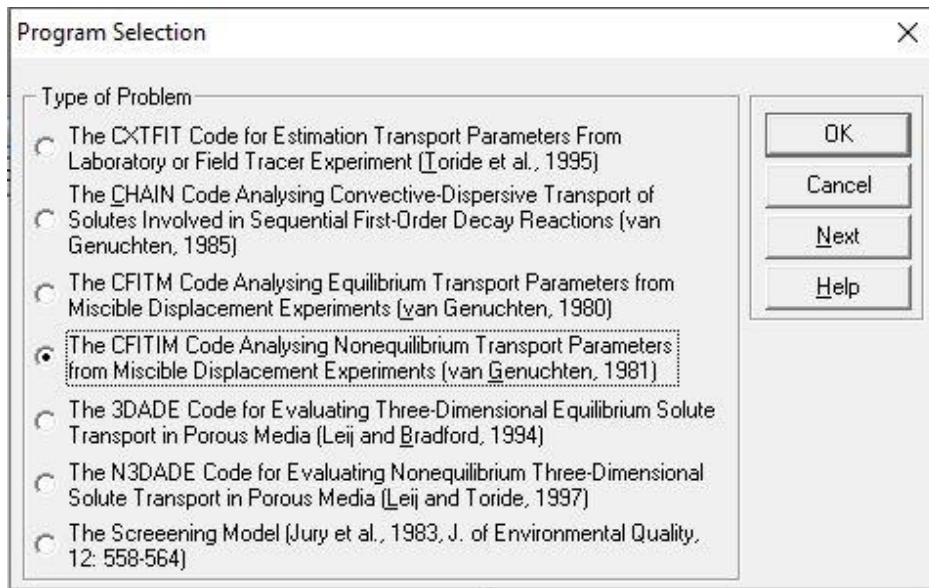 Program Selection
Type of Problem
The CXTFIT Code for Estimation Transport Parameters From
Laboratory or Field Tracer Experiment (Toride et al., 1995)
The CHAIN Code Analysing Convective-Dispersive Transport of
Solutes Involved in Sequential First-Order Decay Reactions (van
Genuchten, 1985)
The CFITM Code Analysing Equilibrium Transport Parameters from
Miscible Displacement Experiments (van Genuchten, 1980)
The CFITIM Code Analysing Nonequilibrium Transport Parameters
from Miscible Displacement Experiments (van Genuchten, 1981)
The 3DADE Code for Evaluating Three-Dimensional Equilibrium Solute
Transport in Porous Media (Leij and Bradford, 1994)
The N3DADE Code for Evaluating Nonequilibrium Three-Dimensional
Solute Transport in Porous Media (Leij and Toride, 1997)
The Screeening Model (Jury et al., 1983, J. of Environmental Quality,
12: 558-564)
OK
Cancel
Next
Help